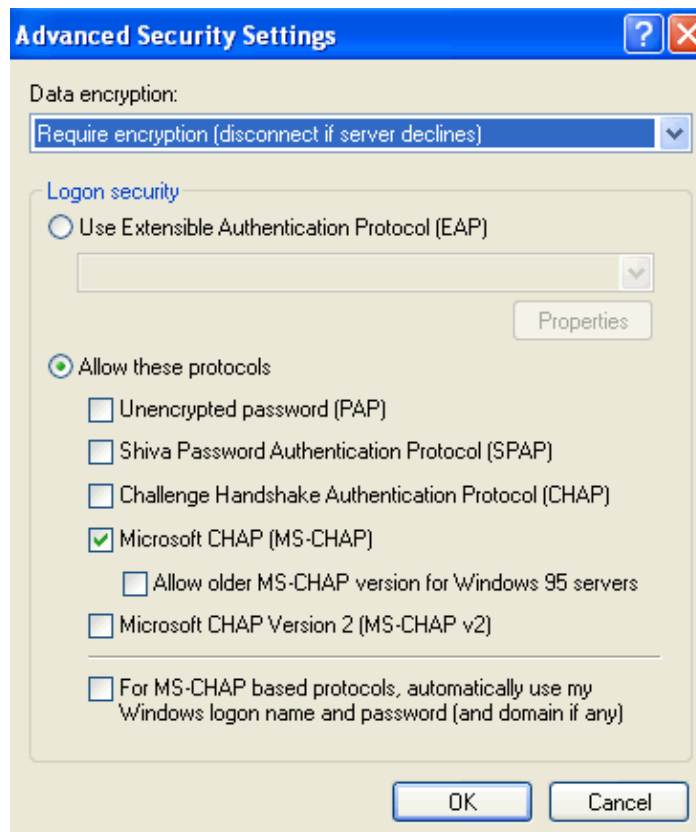 Advanced Security Settings
Data encryption:
Require encryption (disconnect if server declines)
Logon security
Use Extensible Authentication Protocol (EAP)
Properties
Allow these protocols
Unencrypted password (PAP)
Shiva Password Authentication Protocol (SPAP)
Challenge Handshake Authentication Protocol (CHAP)
Microsoft CHAP (MS-CHAP)
Allow older MS-CHAP version for Windows 95 servers
Microsoft CHAP Version 2 (MS-CHAP v2)
For MS-CHAP based protocols, automatically use my
Windows logon name and password (and domain if any)
OK Cancel